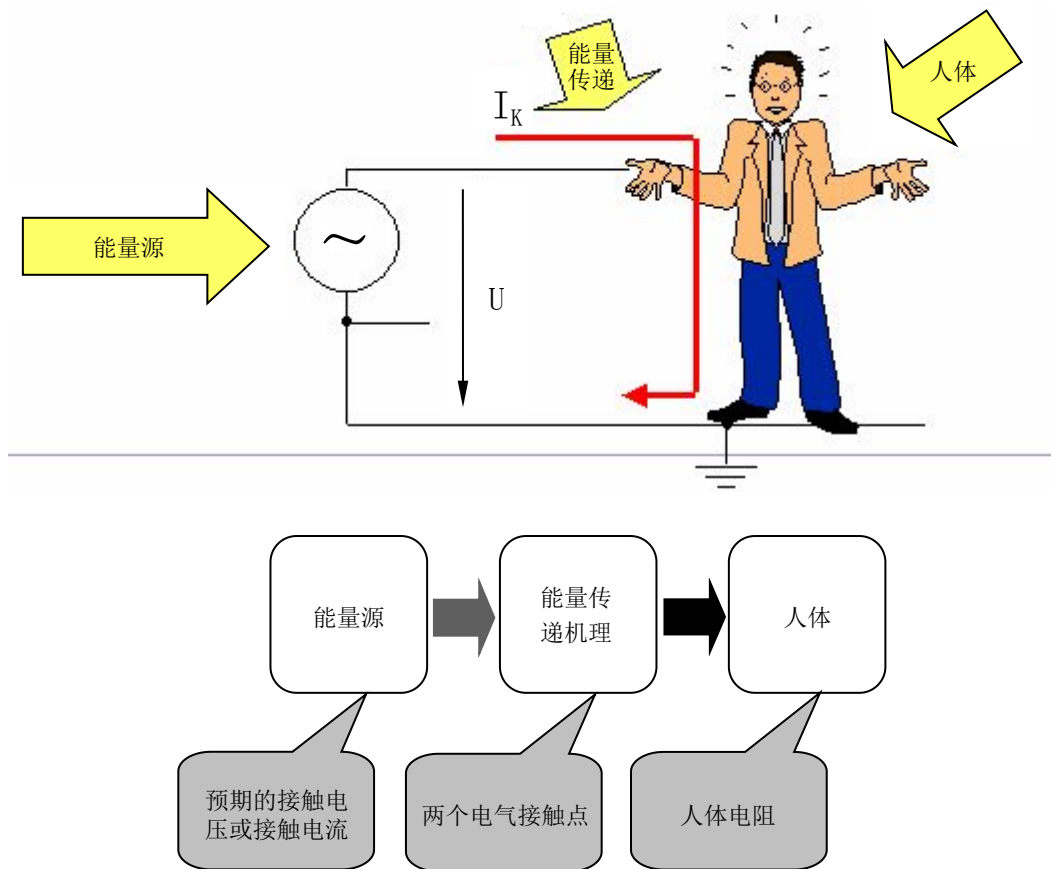 能量
传递
人体
I_K
能量源
~
U
能量源
能量传
递机理
人体
预期的接触电
压或接触电流
两个电气接触点
人体电阻